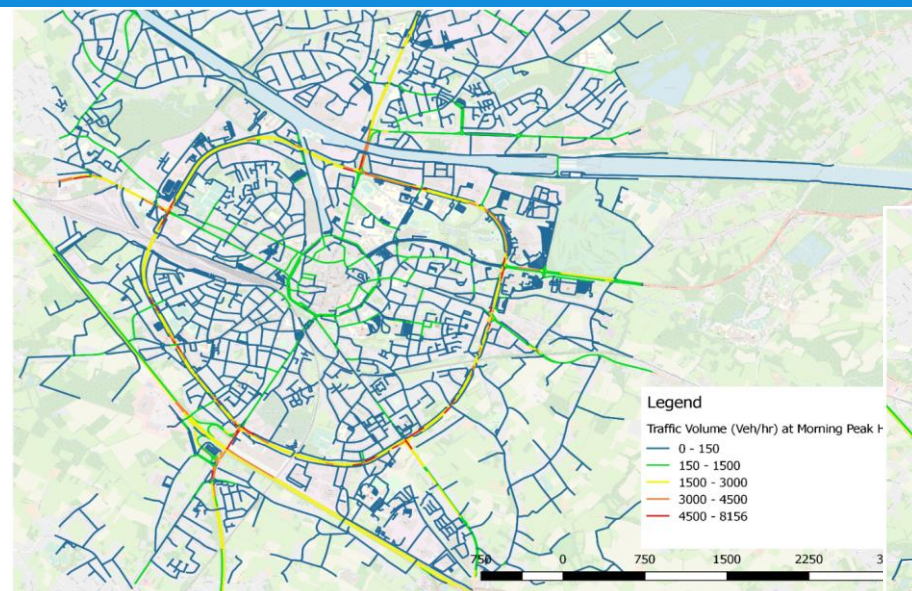 Legend
Traffic Volume (Veh/hr) at Morning Peak H
0 - 150
150 - 1500
1500 - 3000
3000 - 4500
4500 - 8156
750 0 750 1500 2250 3